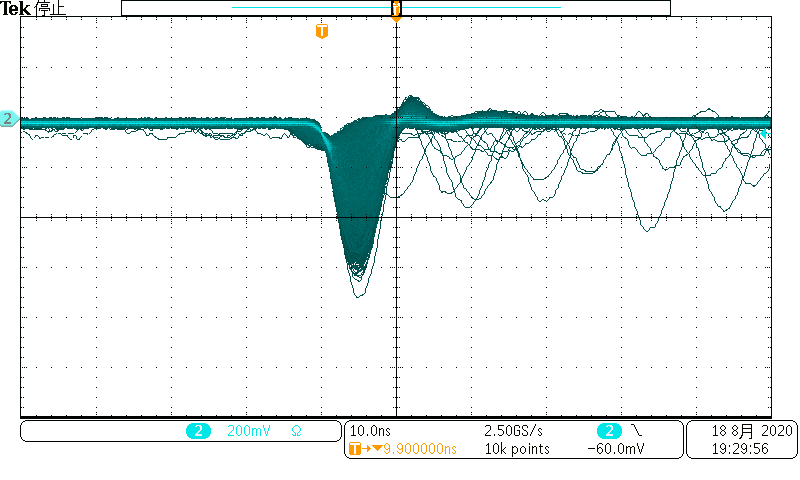 Tek 停止
T
T
2
2 200mV Ω
10.0ns 2.50GS/s 2
T→▼9.900000ns 10k points −60.0mV
18 8月 2020
19:29:56